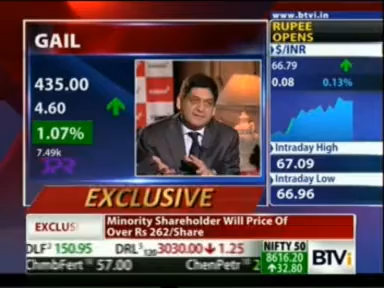 www.btvi.in
GAIL
RUPEE
OPENS
$/INR
435.00
66.79
4.60
0.08 0.13%
1.07%
7.49k
Intraday High
67.09
Intraday Low
66.96
EXCLUSIVE
EXCLUS
Minority Shareholder Will Price Of
Over Rs 262/Share
DLF 150.95 DRL 3030.00 1.25
NIFTY 50
8616.20
32.80
BTVi
ChmbFert 57.00 ChenPetr 2